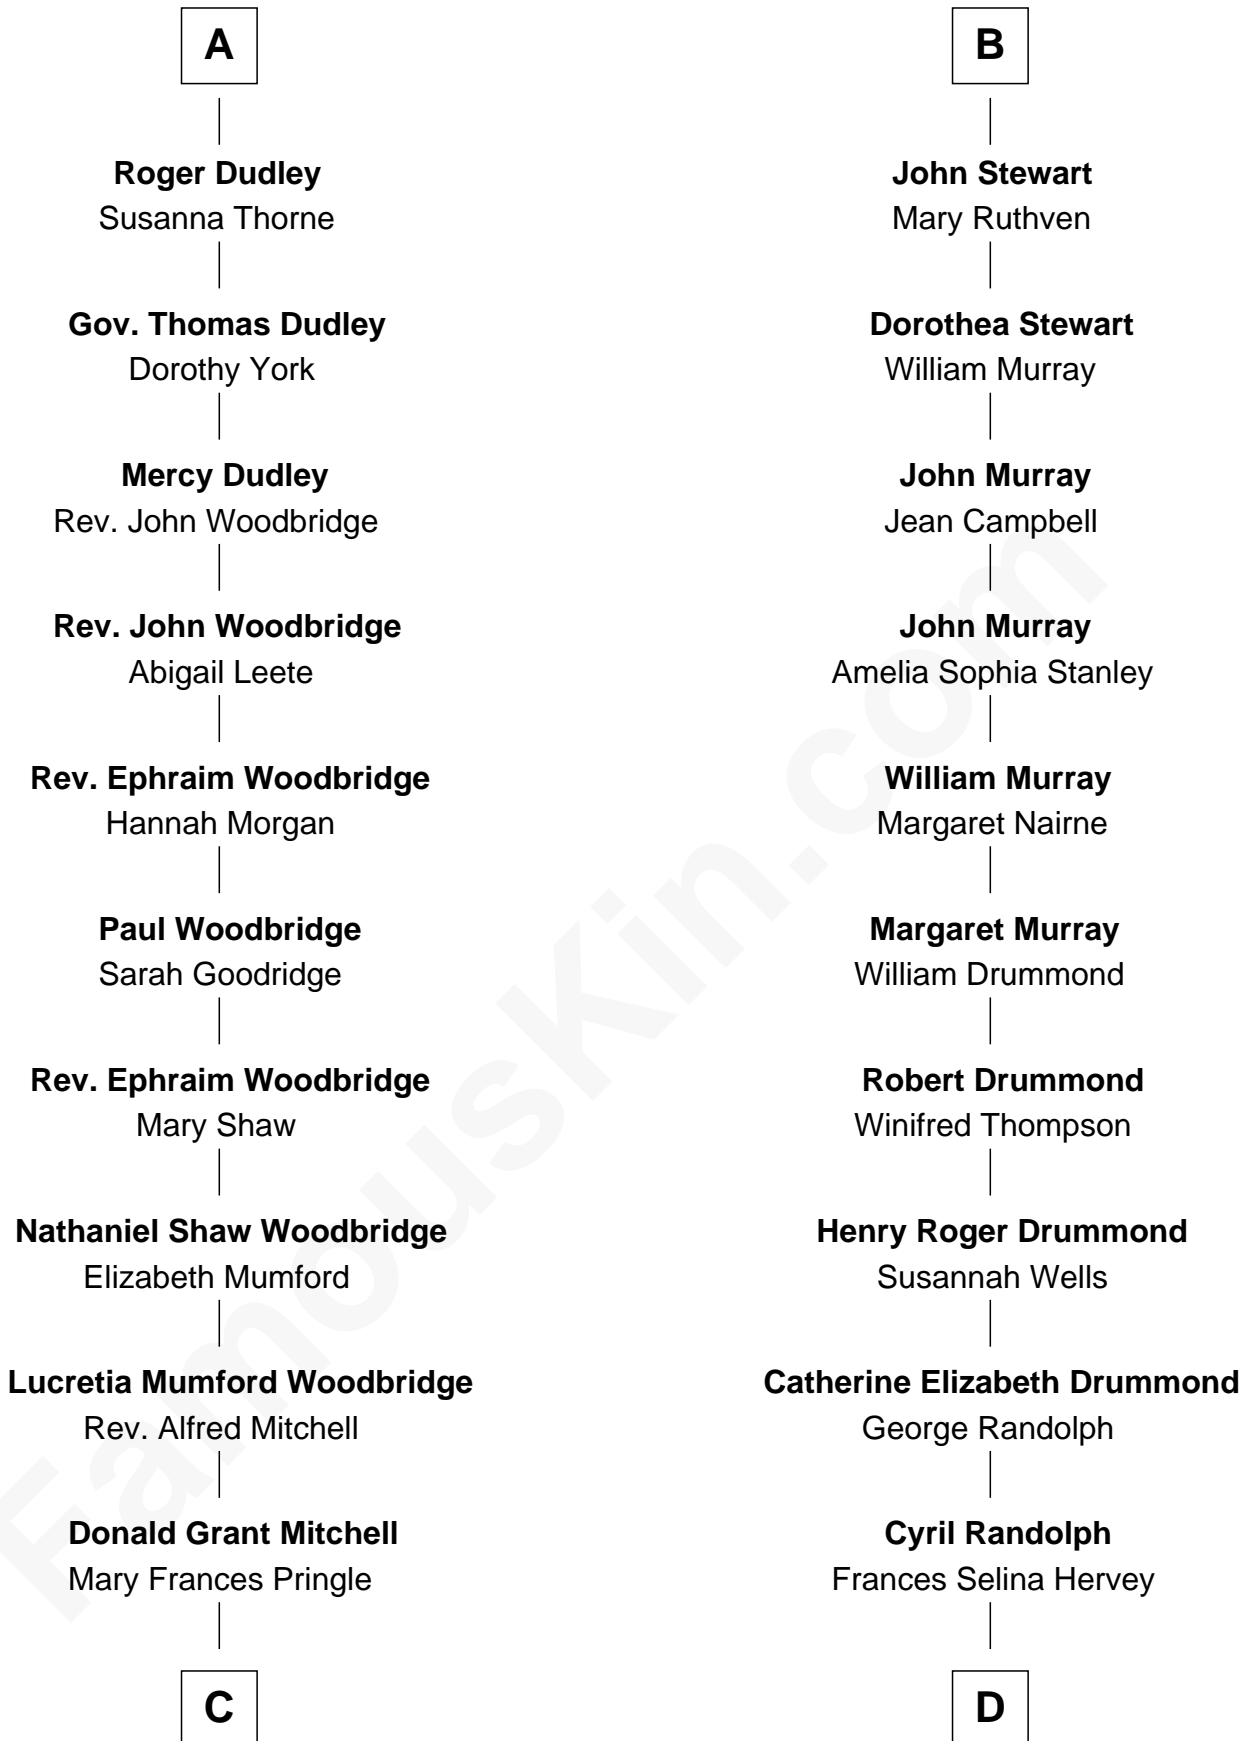 A
Roger Dudley
Susanna Thorne
Gov. Thomas Dudley
Dorothy York
Mercy Dudley
Rev. John Woodbridge
Rev. John Woodbridge
Abigail Leete
Rev. Ephraim Woodbridge
Hannah Morgan
Paul Woodbridge
Sarah Goodridge
Rev. Ephraim Woodbridge
Mary Shaw
Nathaniel Shaw Woodbridge
Elizabeth Mumford
Lucretia Mumford Woodbridge
Rev. Alfred Mitchell
Donald Grant Mitchell
Mary Frances Pringle
C
B
John Stewart
Mary Ruthven
Dorothea Stewart
William Murray
John Murray
Jean Campbell
John Murray
Amelia Sophia Stanley
William Murray
Margaret Nairne
Margaret Murray
William Drummond
Robert Drummond
Winifred Thompson
Henry Roger Drummond
Susannah Wells
Catherine Elizabeth Drummond
George Randolph
Cyril Randolph
Frances Selina Hervey
D
FamousKin.com